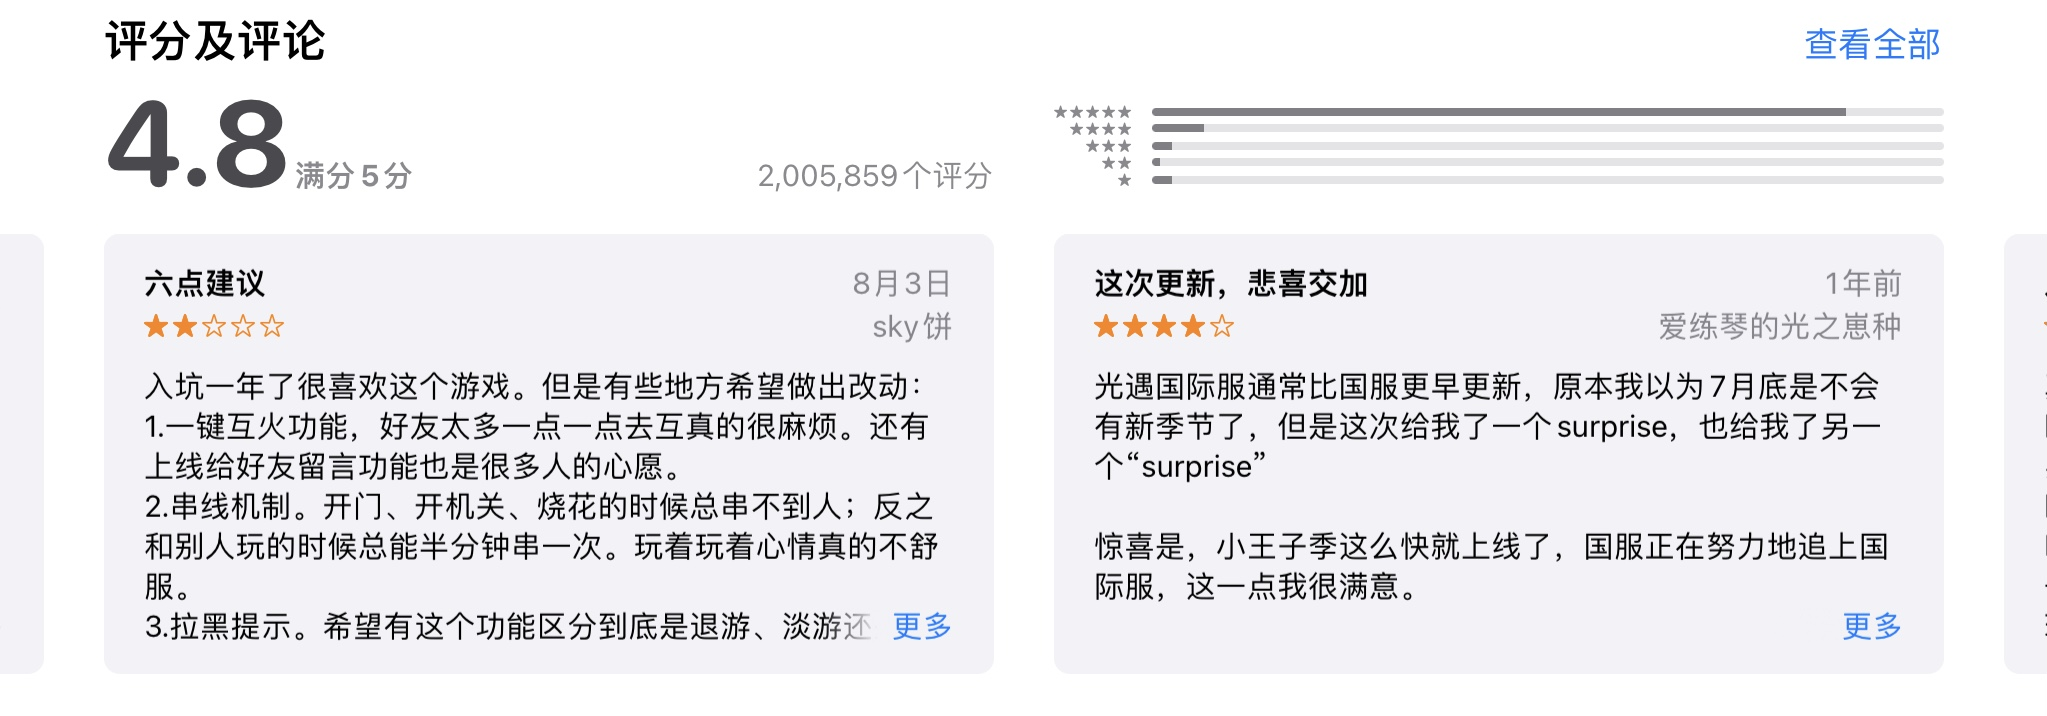 评分及评论
查看全部
4.8 满分5分
2,005,859个评分
★★★★★
★★★★
★★★
★★
★
六点建议
8月3日
★★☆☆☆
sky饼
入坑一年了很喜欢这个游戏。但是有些地方希望做出改动：
1.一键互火功能，好友太多一点一点去互真的很麻烦。还有
上线给好友留言功能也是很多人的心愿。
2.串线机制。开门、开机关、烧花的时候总串不到人；反之
和别人玩的时候总能半分钟串一次。玩着玩着心情真的不舒
服。
3.拉黑提示。希望有这个功能区分到底是退游、淡游还
更多
这次更新，悲喜交加
1年前
★★★★☆
爱练琴的光之崽种
光遇国际服通常比国服更早更新，原本我以为7月底是不会
有新季节了，但是这次给我了一个surprise，也给我了另一
个“surprise”
惊喜是，小王子季这么快就上线了，国服正在努力地追上国
际服，这一点我很满意。
更多